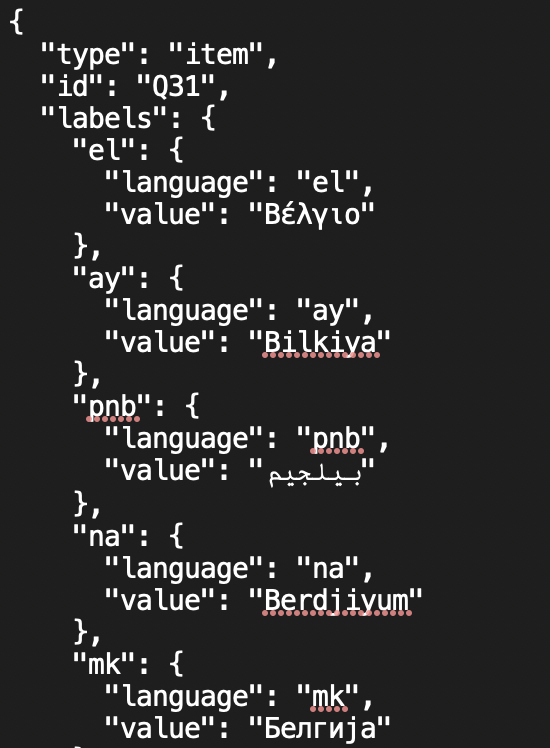 {
  "type": "item",
  "id": "Q31",
  "labels": {
    "el": {
      "language": "el",
      "value": "Βέλγιο"
    },
    "ay": {
      "language": "ay",
      "value": "Bilkiya"
    },
    "pnb": {
      "language": "pnb",
      "value": "بیلجیم"
    },
    "na": {
      "language": "na",
      "value": "Berdjiyum"
    },
    "mk": {
      "language": "mk",
      "value": "Белгија"